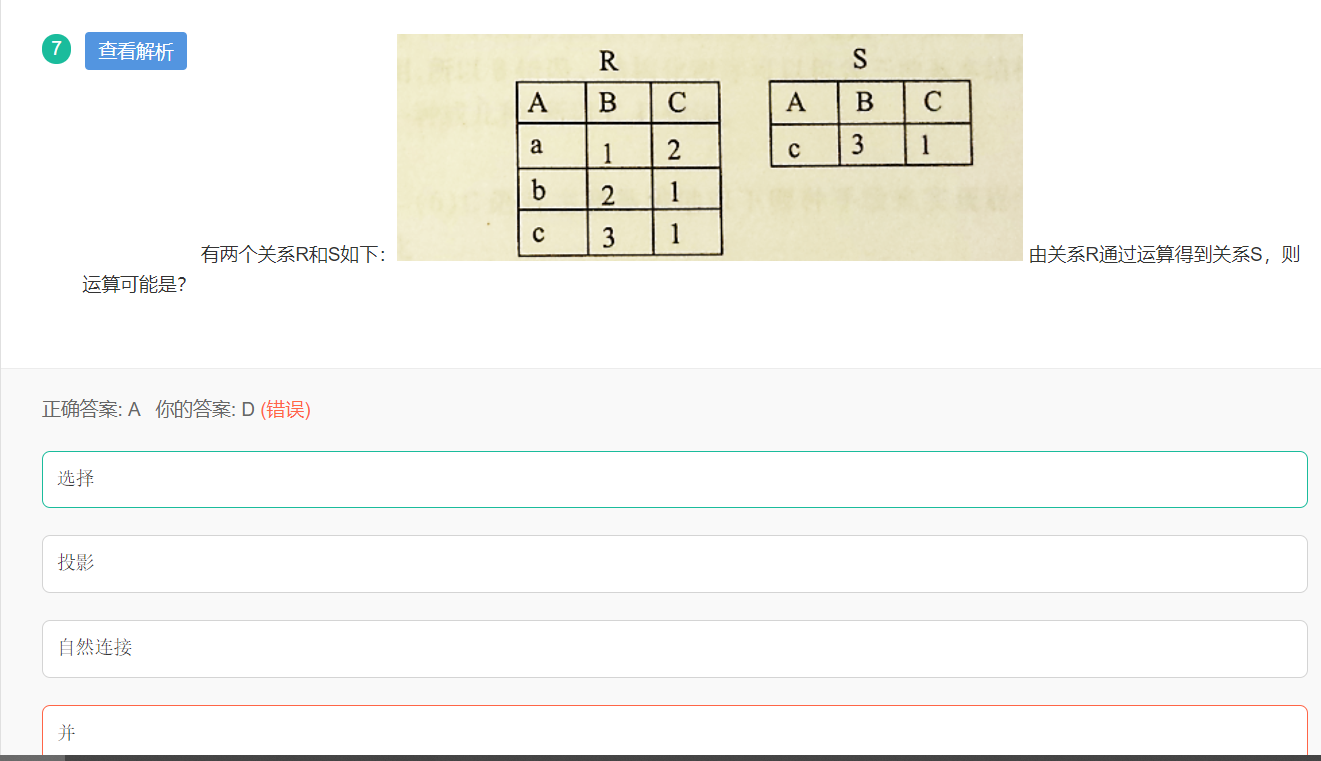 7 查看解析
R S
A B C A B C
a 1 2 c 3 1
b 2 1
c 3 1
有两个关系R和S如下： 由关系R通过运算得到关系S，则
运算可能是？
正确答案: A 你的答案: D (错误)
选择
投影
自然连接
并